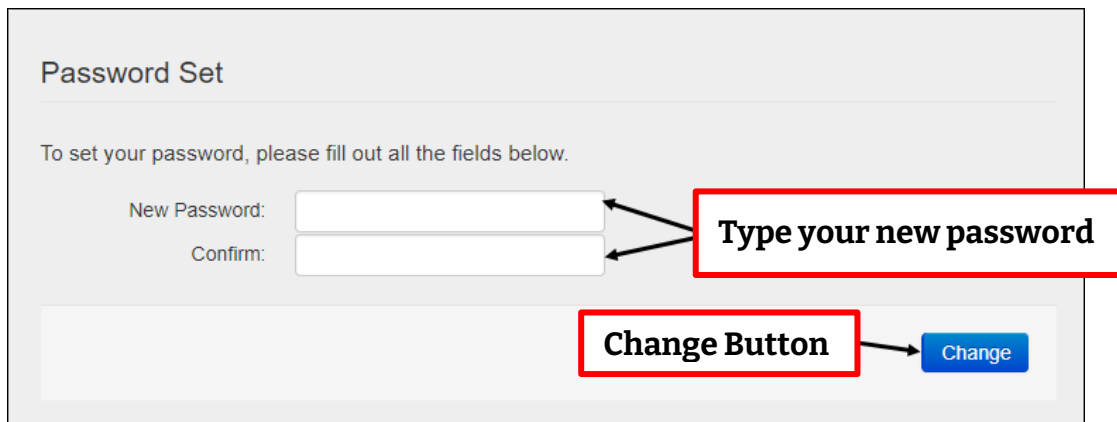 Password Set
To set your password, please fill out all the fields below.
New Password:
Type your new password
Confirm:
Change Button
Change